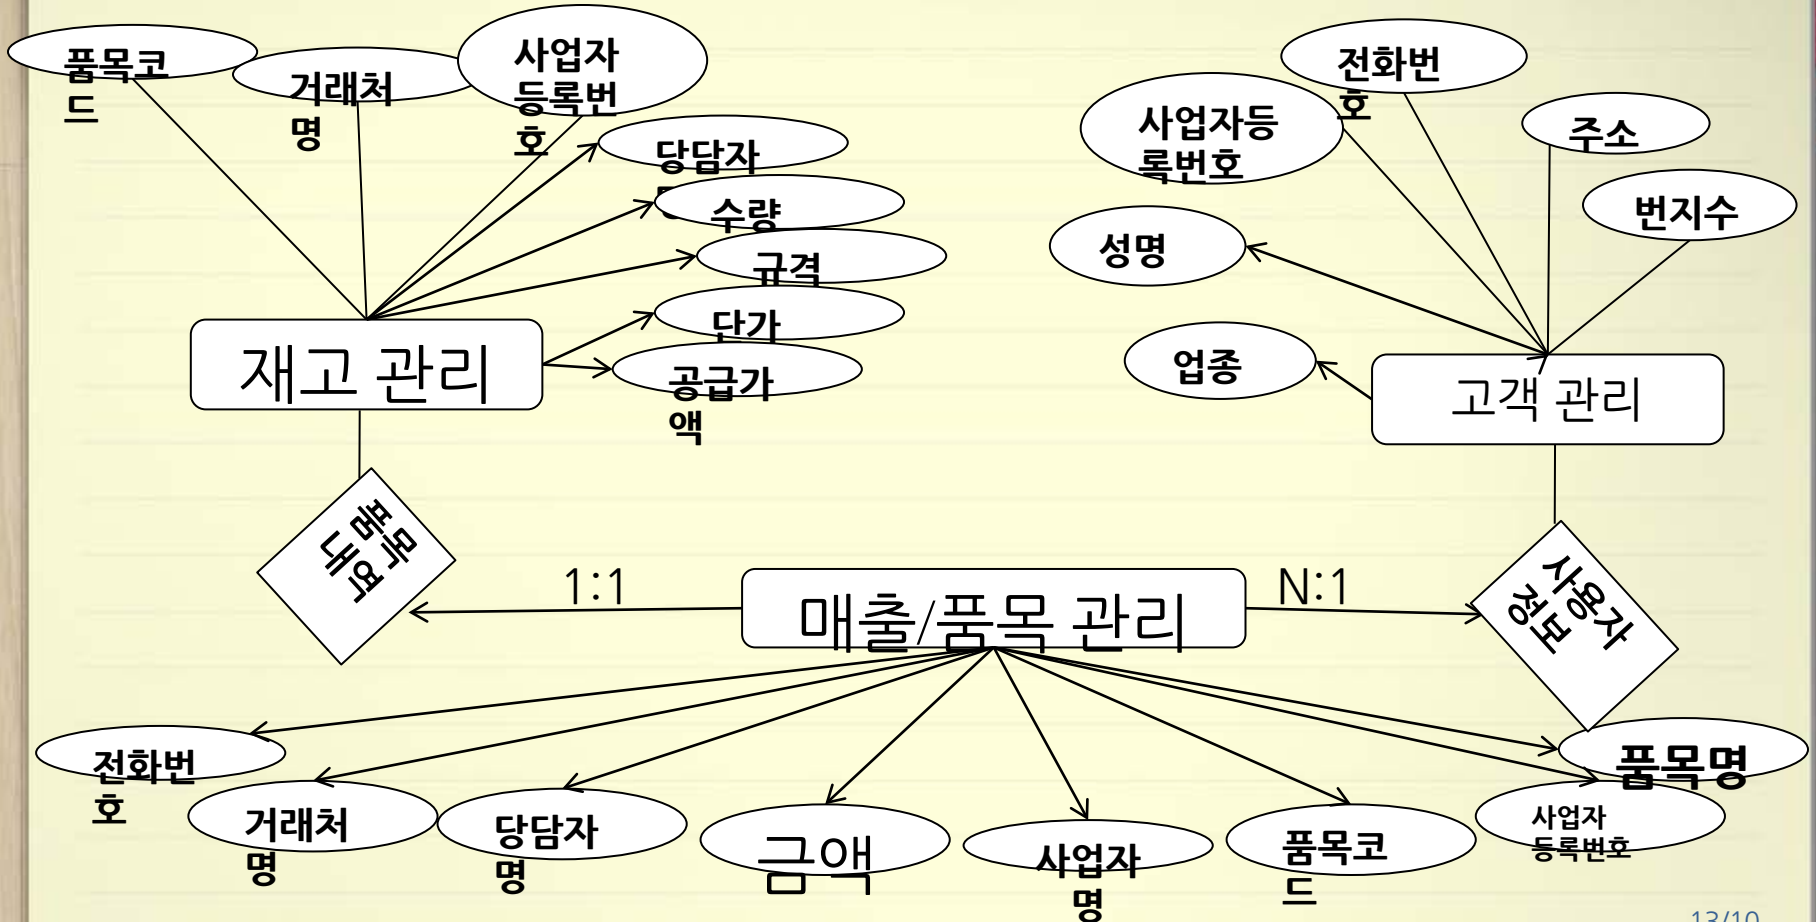 품목코
드
거래처
명
사업자
등록번
호
당담자
수량
규격
단가
공급가
액
재고 관리
전화번
호
사업자등
록번호
주소
번지수
성명
업종
고객 관리
품목
내역
1:1
매출/품목 관리
N:1
사용자
정보
전화번
호
거래처
명
당담자
명
금액
사업자
명
품목코
드
품목명
사업자
등록번호
13/10